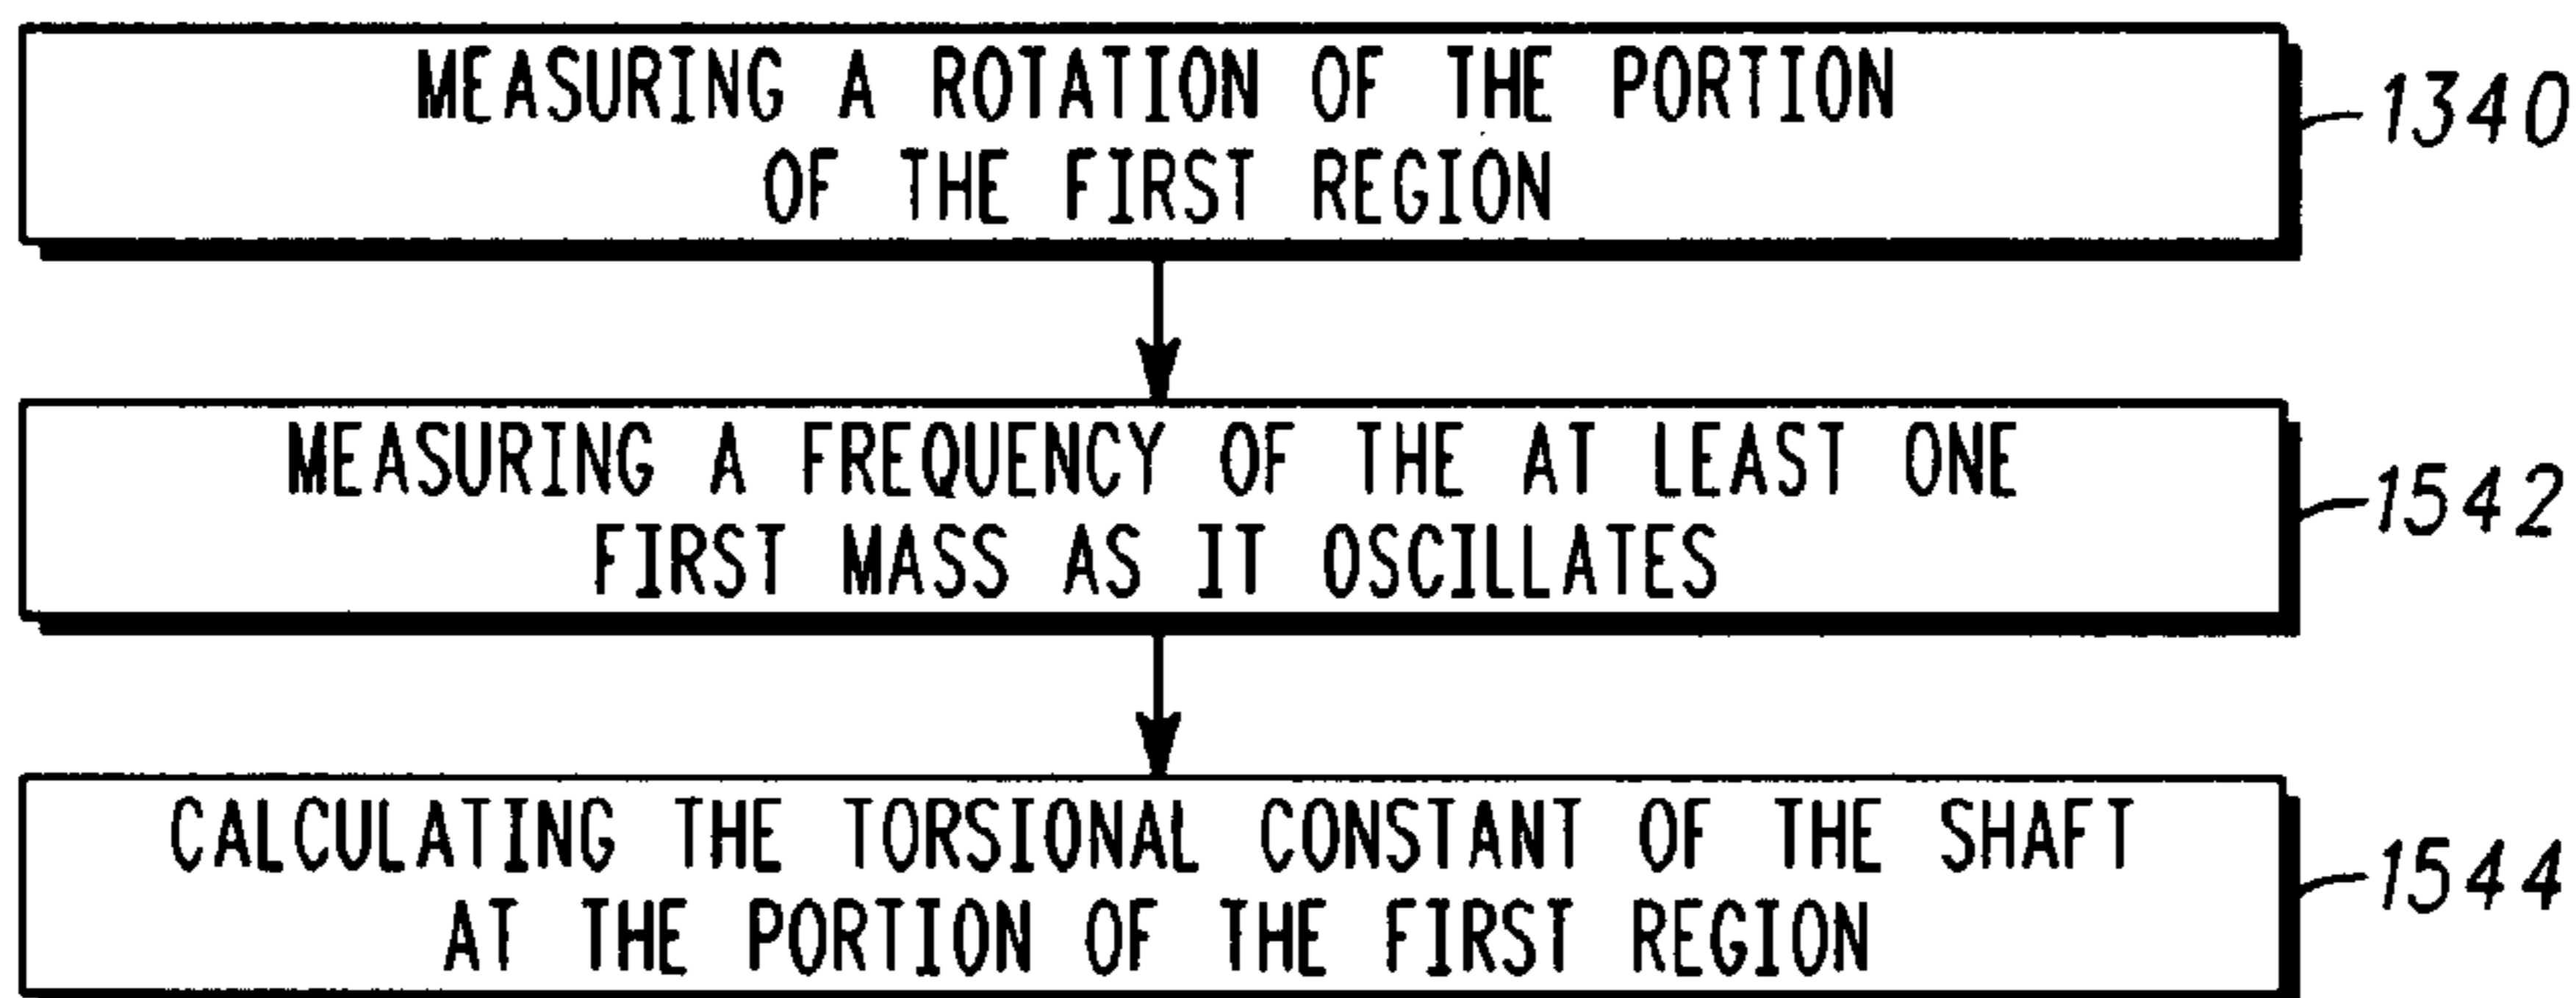 MEASURING A ROTATION OF THE PORTION
OF THE FIRST REGION
1340
MEASURING A FREQUENCY OF THE AT LEAST ONE
FIRST MASS AS IT OSCILLATES
1542
CALCULATING THE TORSIONAL CONSTANT OF THE SHAFT
AT THE PORTION OF THE FIRST REGION
1544